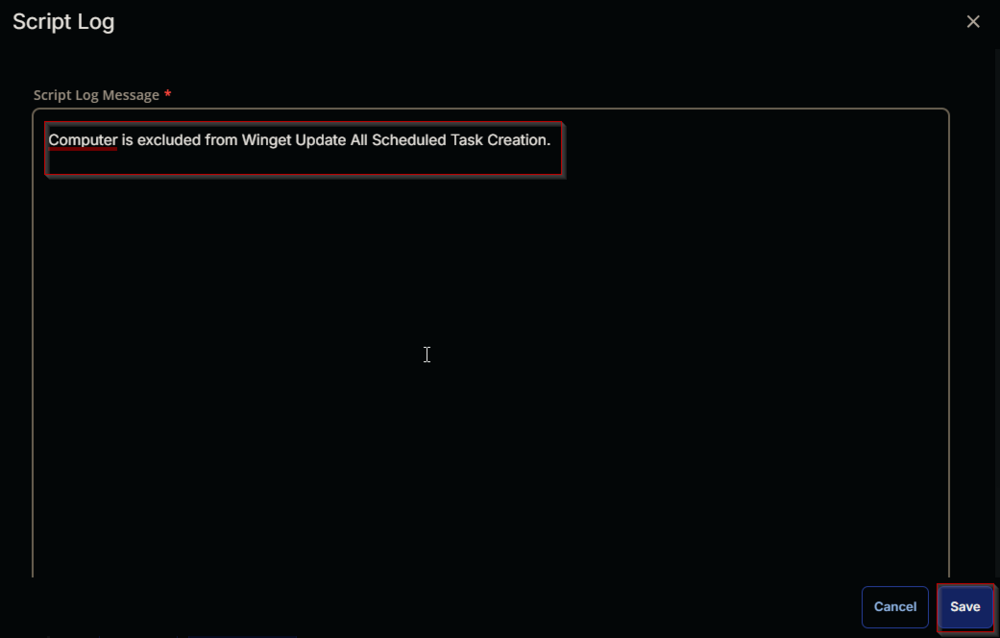 Script Log
Script Log Message *
Computer is excluded from Winget Update All Scheduled Task Creation.
Cancel
Save